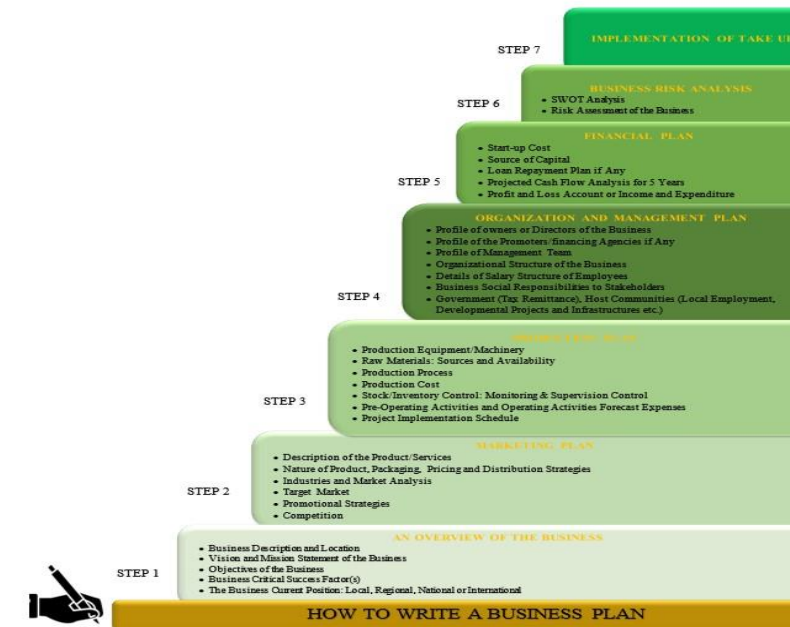 IMPLEMENTATION OF TAKE
STEP 7
BUSINESS RISK ANALYSIS
STEP 6
• SWOT Analysis
• Risk Assessment of the Business
FINANCIAL PLAN
• Start-up Cost
• Source of Capital
• Loan Repayment Plan if Any
STEP 5
• Projected Cash Flow Analysis for 5 Years
• Profit and Loss Account or Income and Expenditure
ORGANIZATION AND MANAGEMENT PLAN
• Profile of owners or Directors of the Business
• Profile of the Promoters/financing Agencies if Any
• Profile of Management Team
• Organizational Structure of the Business
• Details of Salary Structure of Employees
• Business Social Responsibilities to Stakeholders
STEP 4
• Government (Tax Remittance), Host Communities (Local Employment,
Developmental Projects and Infrastructures etc.)
PLAN
• Production Equipment/Machinery
• Raw Materials: Sources and Availability
• Production Process
• Production Cost
STEP 3
• Stock/Inventory Control: Monitoring & Supervision Control
• Pre-Operating Activities and Operating Activities Forecast Expenses
• Project Implementation Schedule
MARKETING PLAN
• Description of the Product/Services
• Nature of Product, Packaging, Pricing and Distribution Strategies
• Industries and Market Analysis
STEP 2
• Target Market
• Promotional Strategies
• Competition
AN OVERVIEW OF THE BUSINESS
• Business Description and Location
• Vision and Mission Statement of the Business
STEP 1
• Objectives of the Business
• Business Critical Success Factor(s)
• The Business Current Position: Local, Regional, National or International
HOW TO WRITE A BUSINESS PLAN